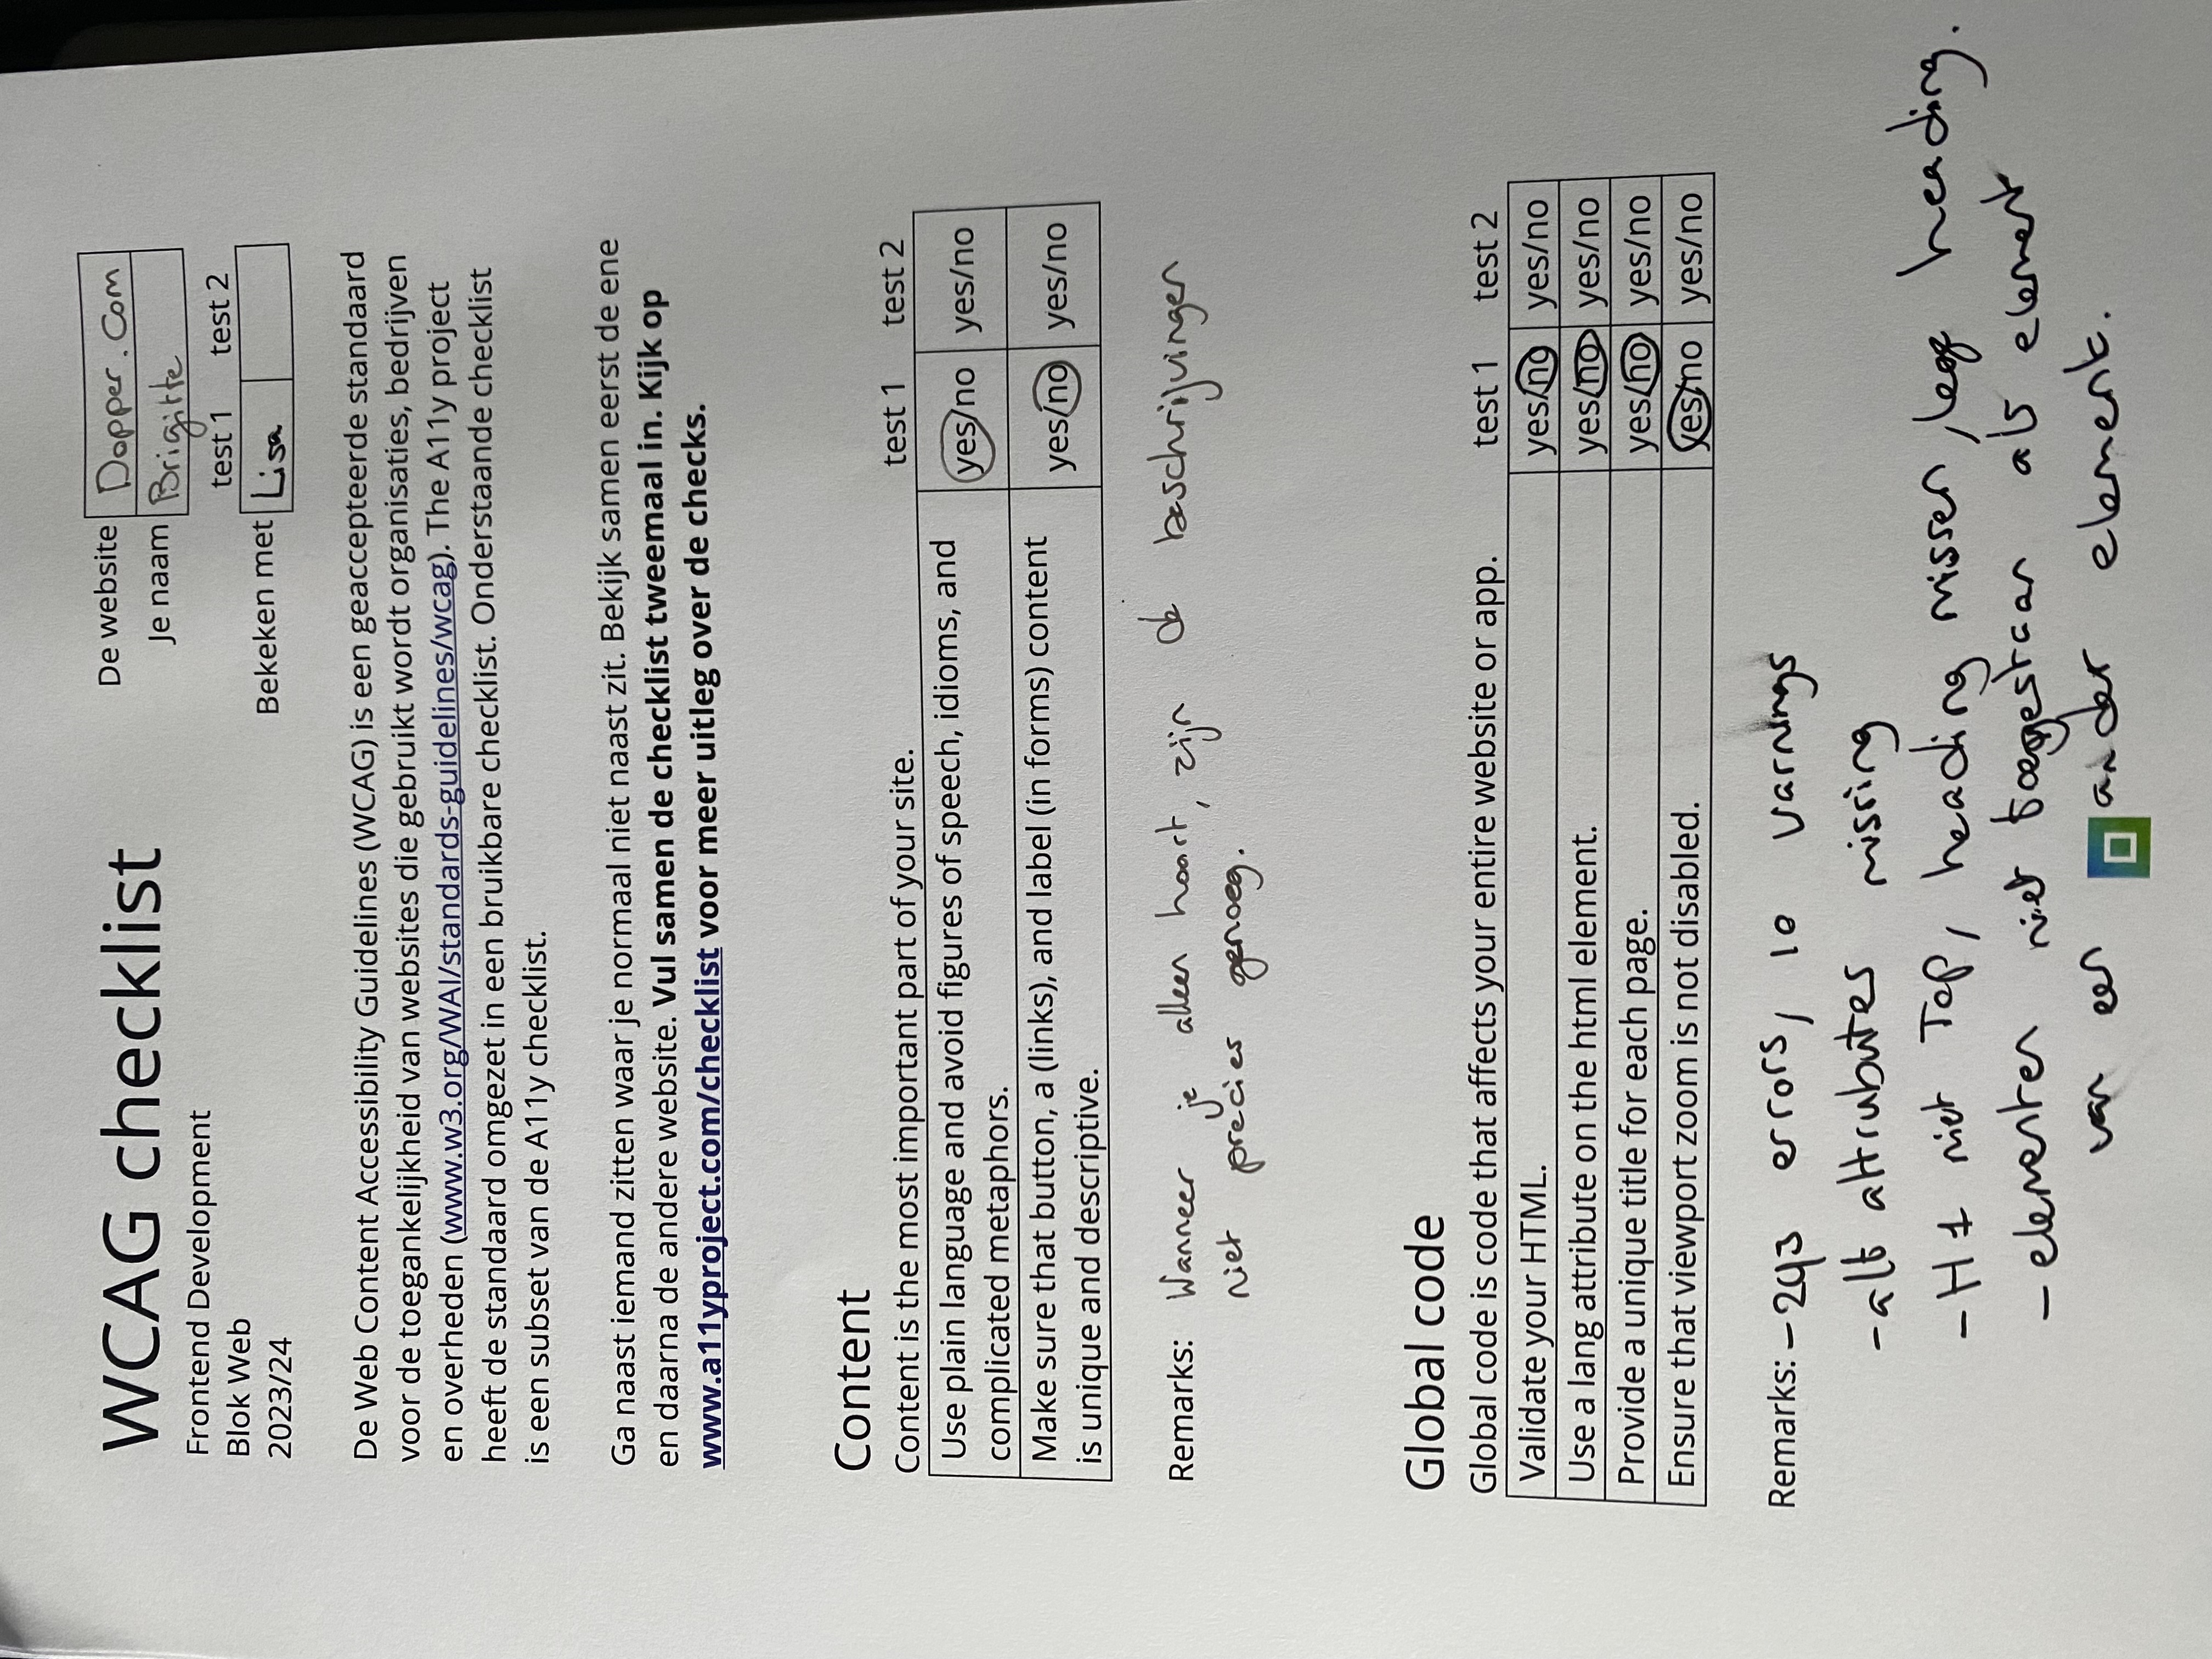 WCAG checklist
Frontend Development
Blok Web
2023/24
De website Dopper.Com
Je naam Brigitte
test 1 test 2
Bekeken met Lisa
De Web Content Accessibility Guidelines (WCAG) is een geaccepteerde standaard
voor de toegankelijkheid van websites die gebruikt wordt organisaties, bedrijven
en overheden (www.w3.org/WAI/standards-guidelines/wcag). The A11y project
heeft de standaard omgezet in een bruikbare checklist. Onderstaande checklist
is een subset van de A11y checklist.
Ga naast iemand zitten waar je normaal niet naast zit. Bekijk samen eerst de ene
en daarna de andere website. Vul samen de checklist tweemaal in. Kijk op
www.a11yproject.com/checklist voor meer uitleg over de checks.
Content
Content is the most important part of your site. test 1 test 2
Use plain language and avoid figures of speech, idioms, and
complicated metaphors. yes/no yes/no
Make sure that button, a (links), and label (in forms) content
is unique and descriptive. yes/no yes/no
Remarks: Wanneer je alleen hoort, zijn de beschrijvingen
niet precies genoeg.
Global code
Global code is code that affects your entire website or app. test 1 test 2
Validate your HTML. yes/no yes/no
Use a lang attribute on the html element. yes/no yes/no
Provide a unique title for each page. yes/no yes/no
Ensure that viewport zoom is not disabled. yes/no yes/no
Remarks: - 293 errors, 10 varnings
- alt attrubutes missing
- H1 niet Top, heading missen, leeg heading.
- elementen niet toegestaan als element
van een ander element.